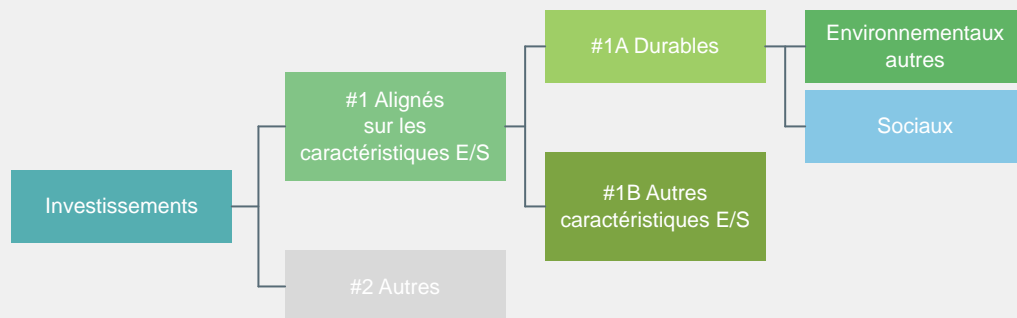 Investissements
#1 Alignés
sur les
caractéristiques E/S
#2 Autres
#1A Durables
#1B Autres
caractéristiques E/S
Environnementaux
autres
Sociaux